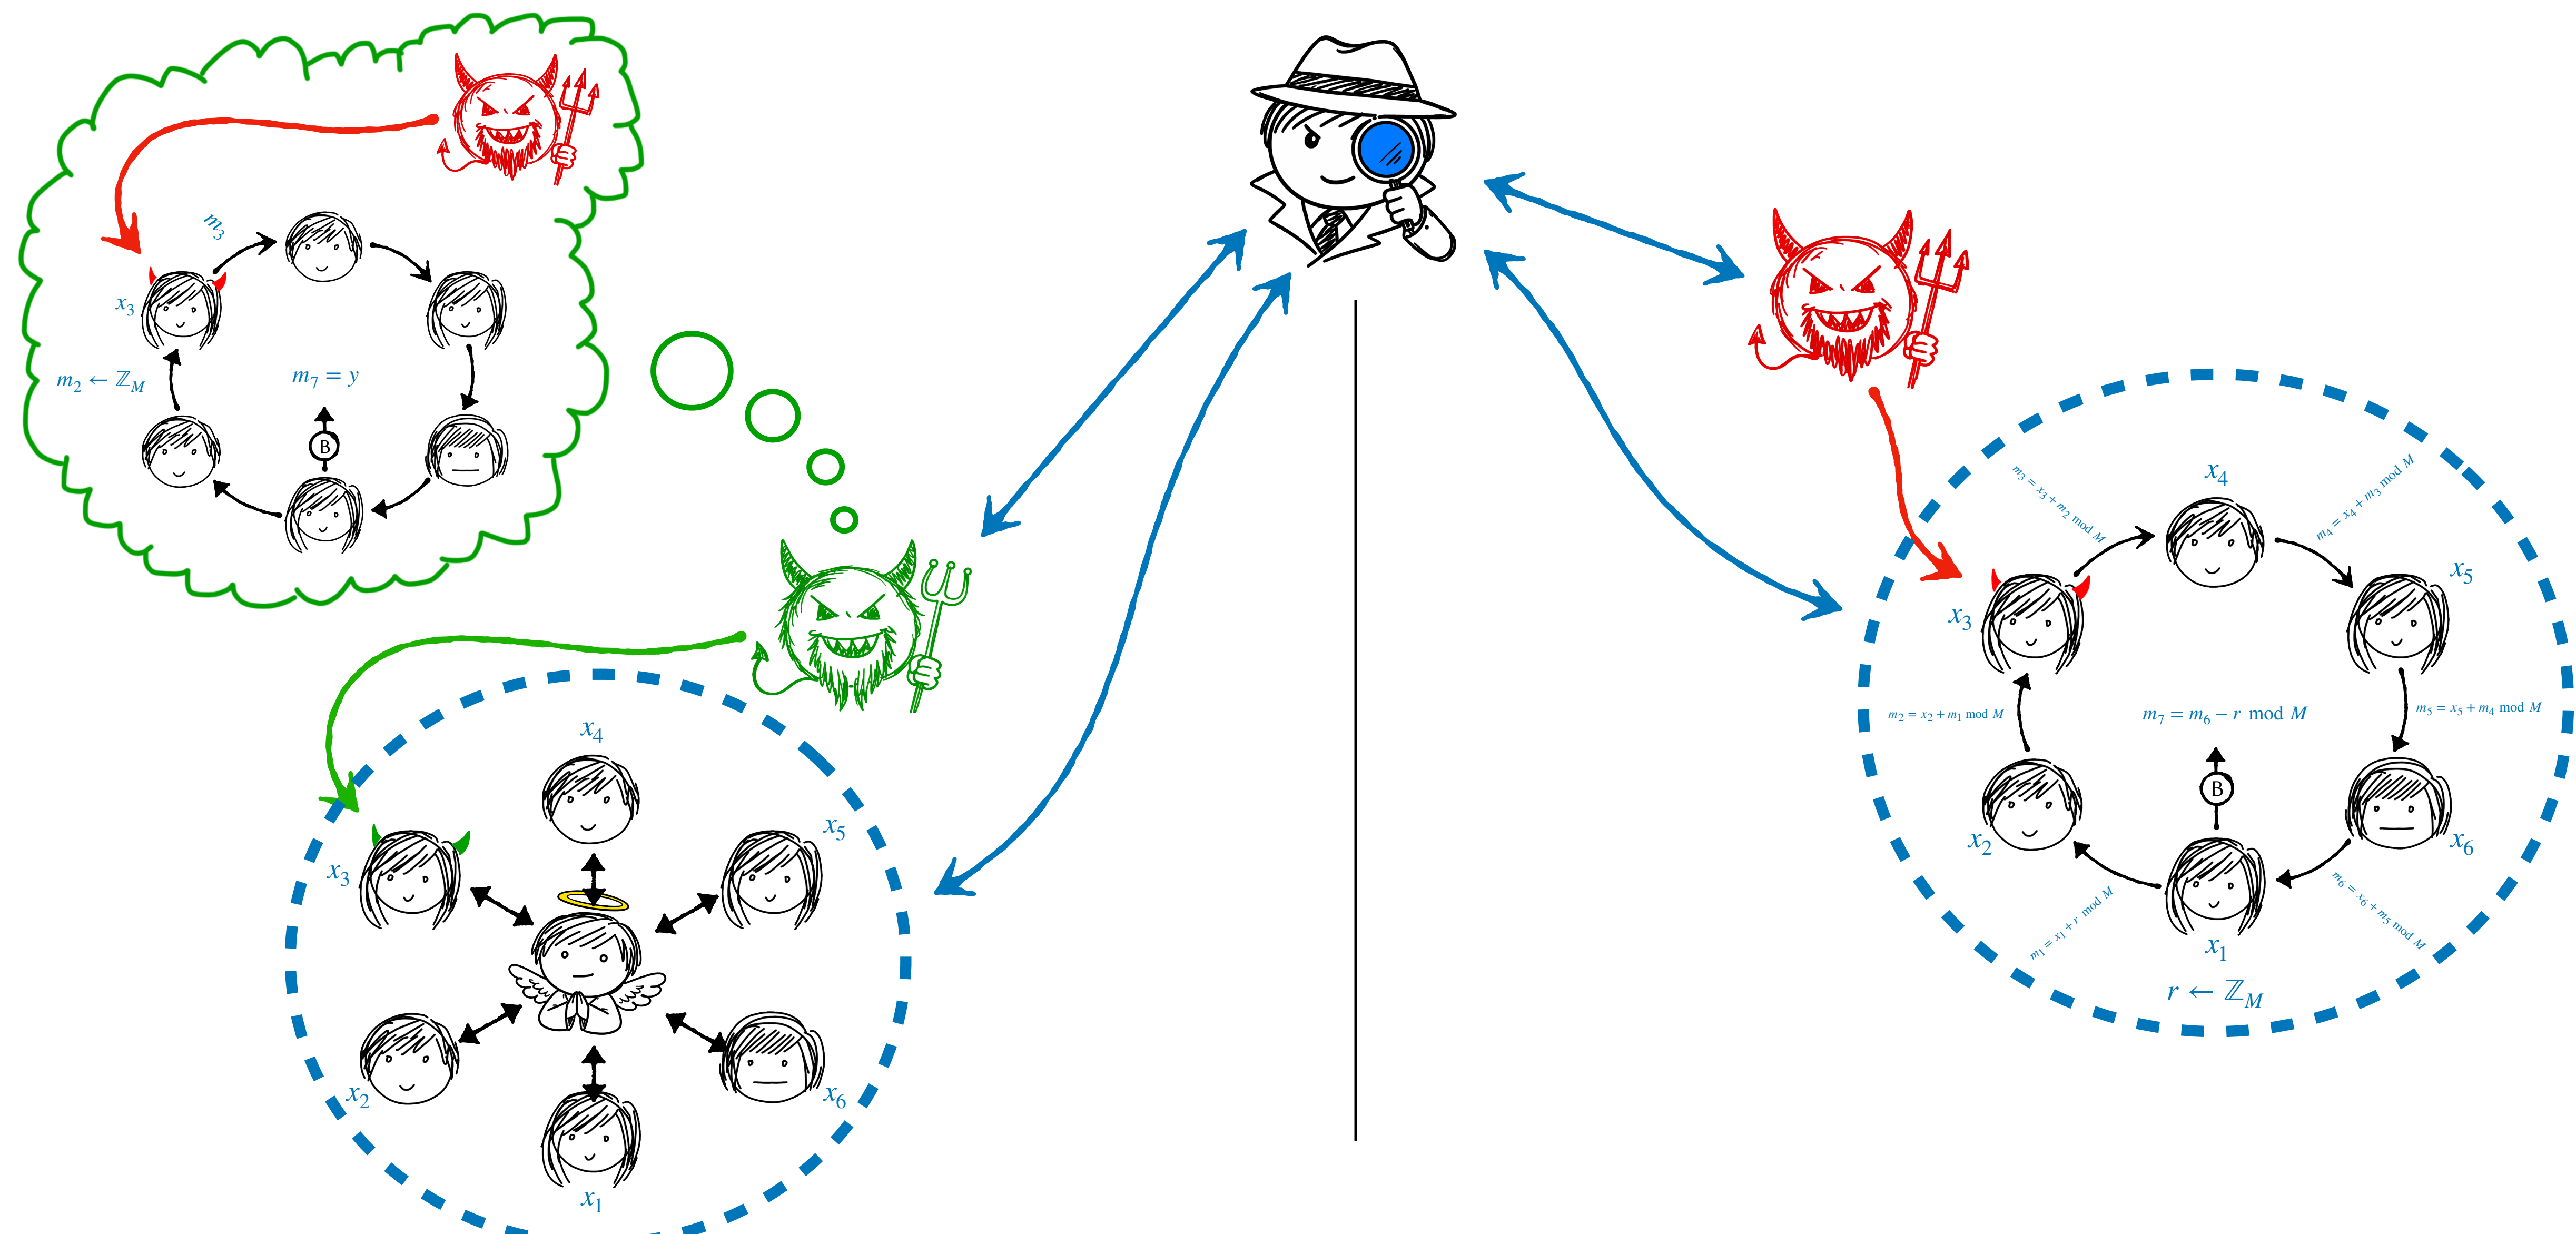 m₃
x₃
m₂ ← ℤ_M
m₇ = y
B
x₄
x₃
x₅
x₂
x₆
x₁
x₄
m₃ = x₃ + m₂ mod M
m₄ = x₄ + m₃ mod M
x₅
x₃
m₂ = x₂ + m₁ mod M
m₇ = m₆ − r mod M
m₅ = x₅ + m₄ mod M
B
x₂
x₆
m₁ = x₁ + r mod M
m₆ = x₆ + m₅ mod M
x₁
r ← ℤ_M